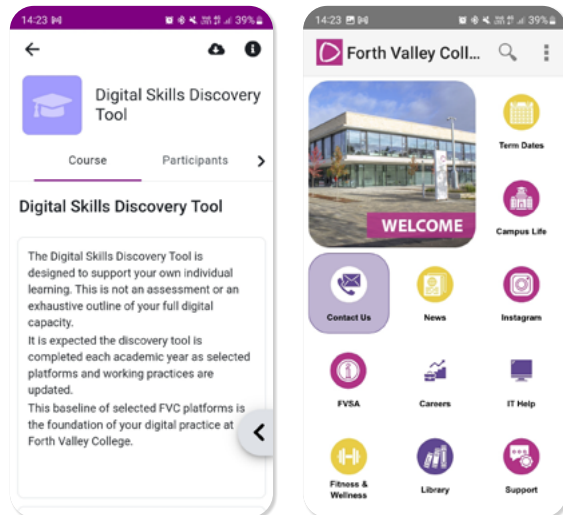 14:23
39%
Digital Skills Discovery
Tool
Course Participants
Digital Skills Discovery Tool
The Digital Skills Discovery Tool is
designed to support your own individual
learning. This is not an assessment or an
exhaustive outline of your full digital
capacity.
It is expected the discovery tool is
completed each academic year as selected
platforms and working practices are
updated.
This baseline of selected FVC platforms is
the foundation of your digital practice at
Forth Valley College.
14:23
39%
Forth Valley Coll...
WELCOME
Term Dates
Campus Life
Contact Us
News
Instagram
FVSA
Careers
IT Help
Fitness &
Wellness
Library
Support